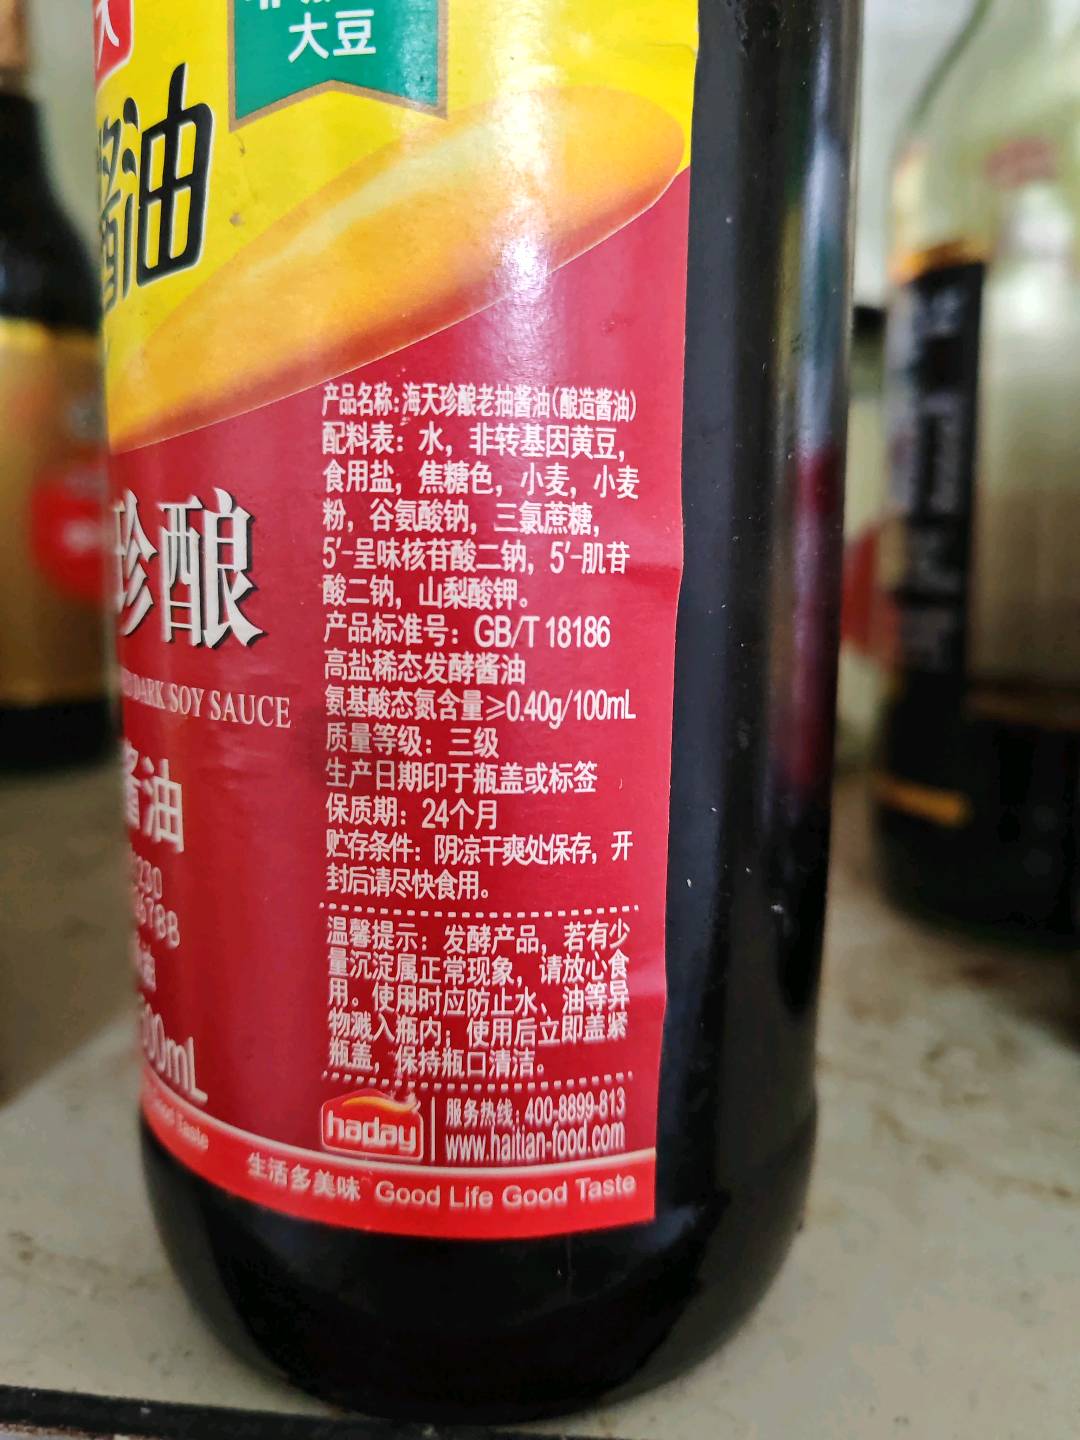 大豆
酱油
产品名称:海天珍酿老抽酱油(酿造酱油)
配料表：水，非转基因黄豆，
食用盐，焦糖色，小麦，小麦
粉，谷氨酸钠，三氯蔗糖，
5′-呈味核苷酸二钠，5′-肌苷
酸二钠，山梨酸钾。
产品标准号：GB/T 18186
高盐稀态发酵酱油
氨基酸态氮含量≥0.40g/100mL
质量等级：三级
生产日期印于瓶盖或标签
保质期：24个月
贮存条件：阴凉干爽处保存，开
封后请尽快食用。
温馨提示：发酵产品，若有少
量沉淀属正常现象，请放心食
用。使用时应防止水、油等异
物溅入瓶内；使用后立即盖紧
瓶盖，保持瓶口清洁。
haday
服务热线：400-8899-813
www.haitian-food.com
生活多美味 Good Life Good Taste
珍酿
DARK SOY SAUCE
酱油
00mL
Taste